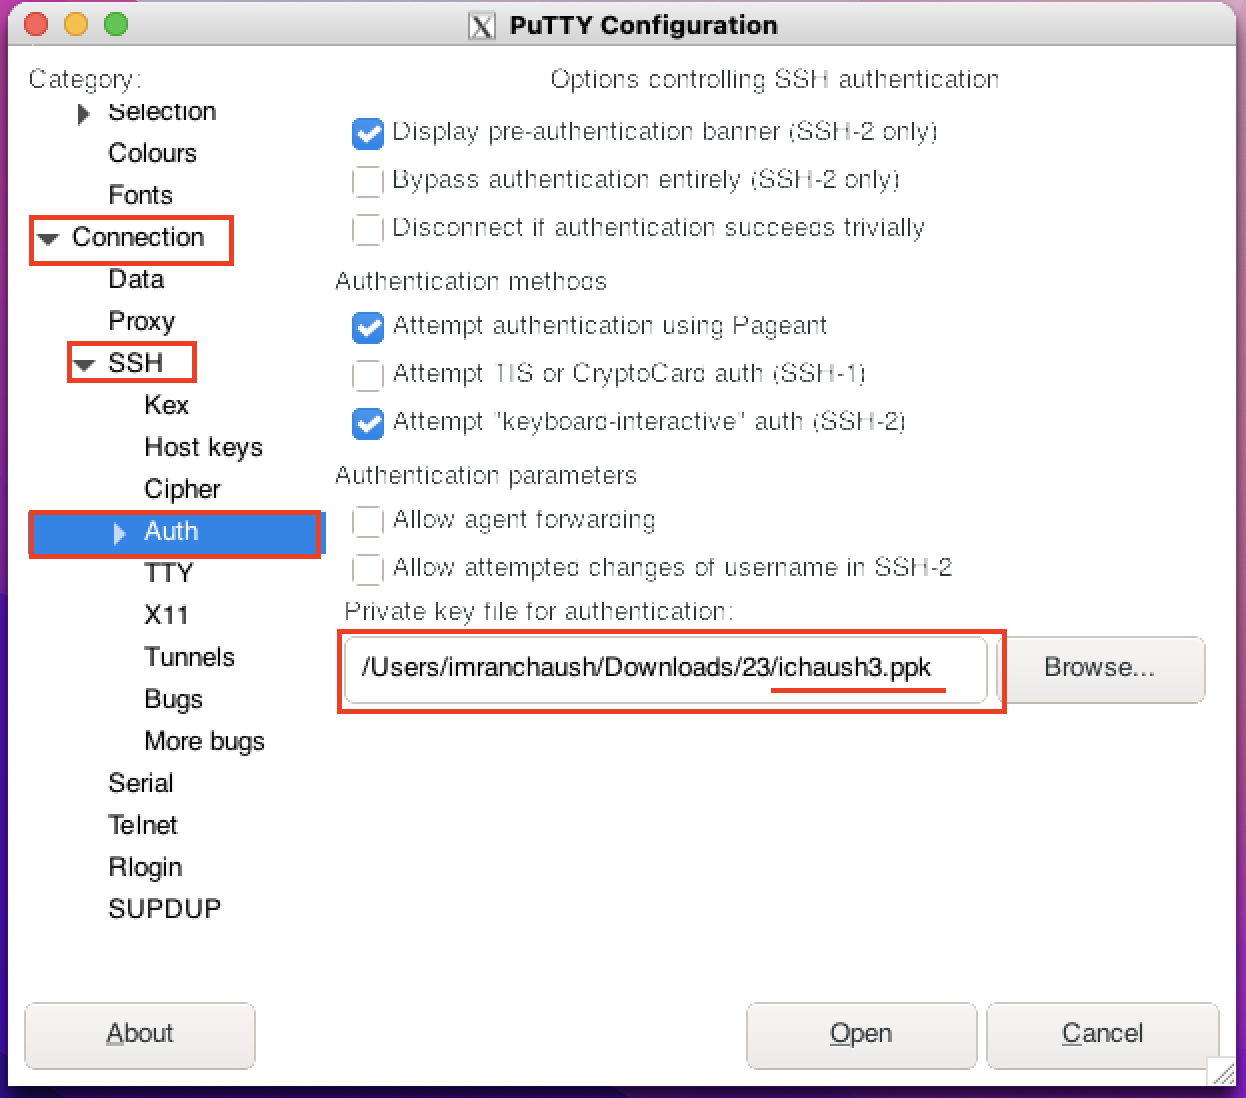 PuTTY Configuration
Category:
Selection
Colours
Fonts
Connection
Data
Proxy
SSH
Kex
Host keys
Cipher
Auth
TTY
X11
Tunnels
Bugs
More bugs
Serial
Telnet
Rlogin
SUPDUP
Options controlling SSH authentication
Display pre-authentication banner (SSH-2 only)
Bypass authentication entirely (SSH-2 only)
Disconnect if authentication succeeds trivially
Authentication methods
Attempt authentication using Pageant
Attempt TIS or CryptoCard auth (SSH-1)
Attempt "keyboard-interactive" auth (SSH-2)
Authentication parameters
Allow agent forwarding
Allow attempted changes of username in SSH-2
Private key file for authentication:
/Users/imranchaush/Downloads/23/ichaush3.ppk
Browse...
About
Open
Cancel